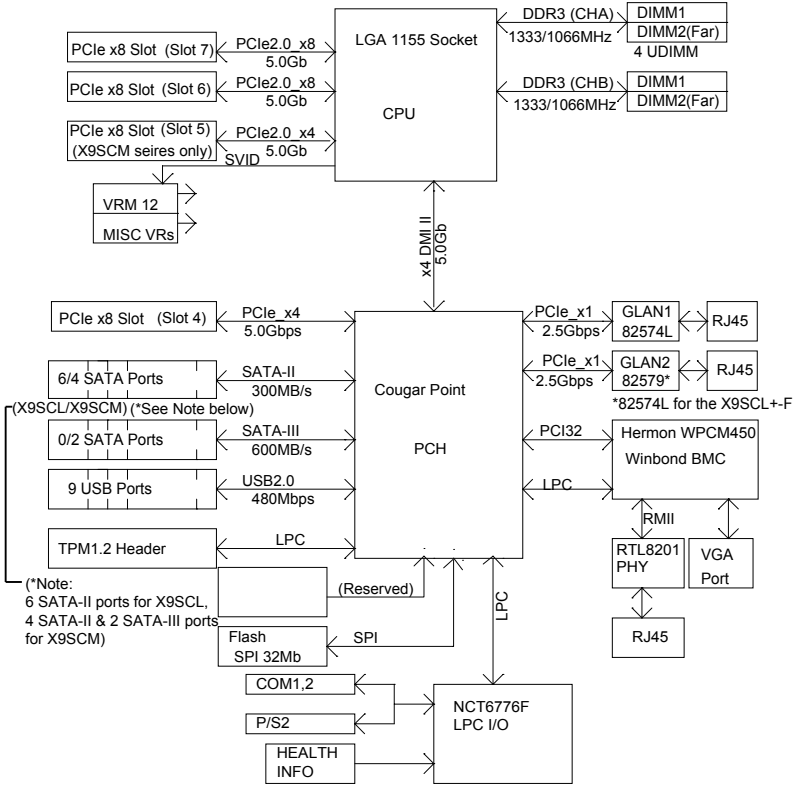 LGA 1155 Socket
CPU
DDR3 (CHA)
1333/1066MHz
DIMM1
DIMM2(Far)
4 UDIMM
DDR3 (CHB)
1333/1066MHz
DIMM1
DIMM2(Far)
PCIe x8 Slot (Slot 7)
PCIe2.0_x8
5.0Gb
PCIe x8 Slot (Slot 6)
PCIe2.0_x8
5.0Gb
PCIe x8 Slot (Slot 5)
(X9SCM seires only)
PCIe2.0_x4
5.0Gb
SVID
VRM 12
MISC VRs
x4 DMI II
5.0Gb
PCIe x8 Slot (Slot 4)
PCIe_x4
5.0Gbps
6/4 SATA Ports
SATA-II
300MB/s
(X9SCL/X9SCM) (*See Note below)
0/2 SATA Ports
SATA-III
600MB/s
9 USB Ports
USB2.0
480Mbps
TPM1.2 Header
LPC
Cougar Point
PCH
PCIe_x1
2.5Gbps
GLAN1
82574L
RJ45
PCIe_x1
2.5Gbps
GLAN2
82579*
RJ45
*82574L for the X9SCL+-F
PCI32
LPC
Hermon WPCM450
Winbond BMC
RMII
RTL8201
PHY
VGA
Port
RJ45
(*Note:
6 SATA-II ports for X9SCL,
4 SATA-II & 2 SATA-III ports
for X9SCM)
(Reserved)
Flash
SPI 32Mb
SPI
LPC
COM1,2
P/S2
HEALTH
INFO
NCT6776F
LPC I/O